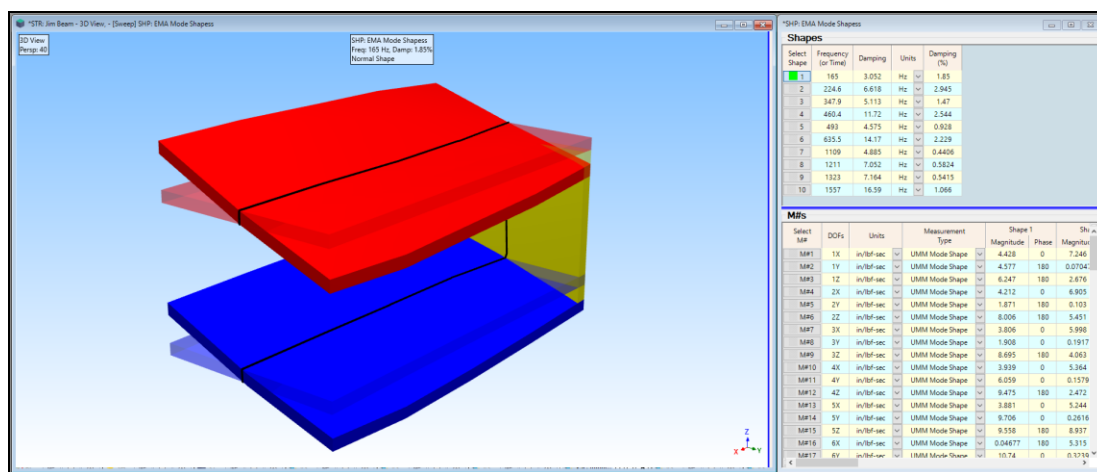 *STR: Jim Beam - 3D View, - [Sweep] SHP: EMA Mode Shapess
3D View
Persp: 40
SHP: EMA Mode Shapess
Freq: 165 Hz, Damp: 1.85%
Normal Shape
Z
X
Y
*SHP: EMA Mode Shapess
Shapes
Select Shape Frequency (or Time) Damping Units Damping (%)
1 165 3.052 Hz 1.85
2 224.6 6.618 Hz 2.945
3 347.9 5.113 Hz 1.47
4 460.4 11.72 Hz 2.544
5 493 4.575 Hz 0.928
6 635.5 14.17 Hz 2.229
7 1109 4.885 Hz 0.4406
8 1211 7.052 Hz 0.5824
9 1323 7.164 Hz 0.5415
10 1557 16.59 Hz 1.066
M#s
Select M# DOFs Units Measurement Type Shape 1
Magnitude Phase
M#1 1X in/lbf-sec UMM Mode Shape 4.428 0 7.246
M#2 1Y in/lbf-sec UMM Mode Shape 4.577 180 0.0704
M#3 1Z in/lbf-sec UMM Mode Shape 6.247 180 2.676
M#4 2X in/lbf-sec UMM Mode Shape 4.212 0 6.905
M#5 2Y in/lbf-sec UMM Mode Shape 1.871 180 0.103
M#6 2Z in/lbf-sec UMM Mode Shape 8.006 180 5.451
M#7 3X in/lbf-sec UMM Mode Shape 3.806 0 5.998
M#8 3Y in/lbf-sec UMM Mode Shape 1.908 0 0.1917
M#9 3Z in/lbf-sec UMM Mode Shape 8.695 180 4.063
M#10 4X in/lbf-sec UMM Mode Shape 3.939 0 5.364
M#11 4Y in/lbf-sec UMM Mode Shape 6.059 0 0.1579
M#12 4Z in/lbf-sec UMM Mode Shape 9.475 180 2.472
M#13 5X in/lbf-sec UMM Mode Shape 3.881 0 5.244
M#14 5Y in/lbf-sec UMM Mode Shape 9.706 0 0.2616
M#15 5Z in/lbf-sec UMM Mode Shape 9.558 180 8.937
M#16 6X in/lbf-sec UMM Mode Shape 0.04677 180 5.315
M#17 6Y in/lbf-sec UMM Mode Shape 10.74 0 0.3239